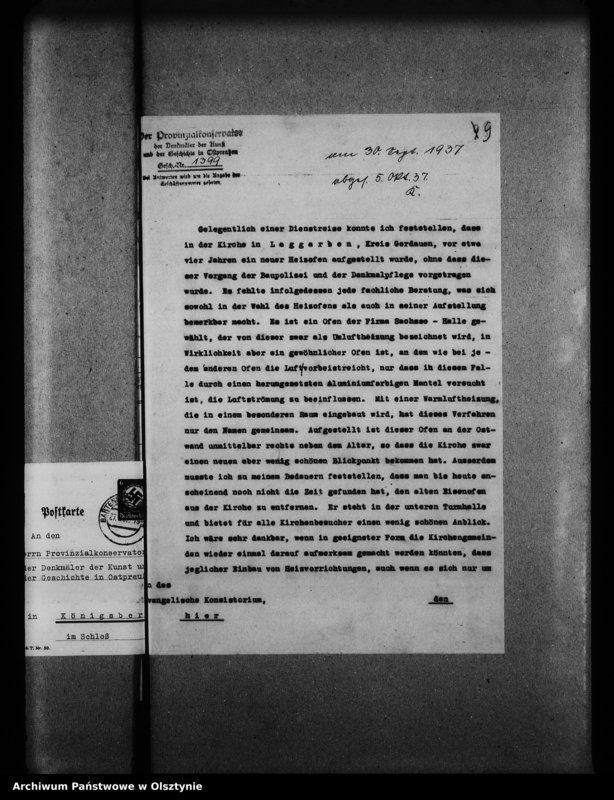 99
Der Provinzialkonservator
der Denkmäler der Kunst
und der Geschichte in Ostpreußen
Gesch.-Nr. 1399
Bei Antworten wird um die Angabe der
Geschäftsnummer gebeten.
am 30. Sept. 1937
abges. 5. Okt. 37.
K.
Gelegentlich einer Dienstreise konnte ich feststellen, dass
in der Kirche in L a g g a r b e n , Kreis Gerdauen, vor etwa
vier Jahren ein neuer Heizofen aufgestellt wurde, ohne dass die-
ser Vorgang der Baupolizei und der Denkmalpflege vorgetragen
wurde. Es fehlte infolgedessen jede fachliche Beratung, was sich
sowohl in der Wahl des Heizofens als auch in seiner Aufstellung
bemerkbar macht. Es ist ein Ofen der Firma Sachsse - Halle ge-
wählt, der von dieser zwar als Umluftheizung bezeichnet wird, in
Wirklichkeit aber ein gewöhnlicher Ofen ist, an dem wie bei je -
dem anderen Ofen die Luft vorbeistreicht, nur dass in diesem Fal-
le durch einen herumgesetzten Aluminiumfarbigen Mantel versucht
ist, die Luftströmung zu beeinflussen. Mit einer Warmluftheizung,
die in einem besonderen Raum eingebaut wird, hat dieses Verfahren
nur den Namen gemeinsam. Aufgestellt ist dieser Ofen an der Ost-
wand unmittelbar rechts neben dem Altar, so dass die Kirche zwar
einen neuen aber wenig schönen Blickpunkt bekommen hat. Ausserdem
musste ich zu meinem Bedauern feststellen, dass man bis heute an-
scheinend noch nicht die Zeit gefunden hat, den alten Eisenofen
aus der Kirche zu entfernen. Er steht in der unteren Turmhalle
und bietet für alle Kirchenbesucher einen wenig schönen Anblick.
Ich wäre sehr dankbar, wenn in geeigneter Form die Kirchengemein-
den wieder einmal darauf aufmerksam gemacht werden könnten, dass
jeglicher Einbau von Heizvorrichtungen, auch wenn es sich nur um
n das
vangelische Konsistorium,
den
h i e r
Postkarte
An den
errn Provinzialkonservator
der Denkmäler der Kunst u
der Geschichte in Ostpreu
in K ö n i g s b e r
im Schloß
Archiwum Państwowe w Olsztynie